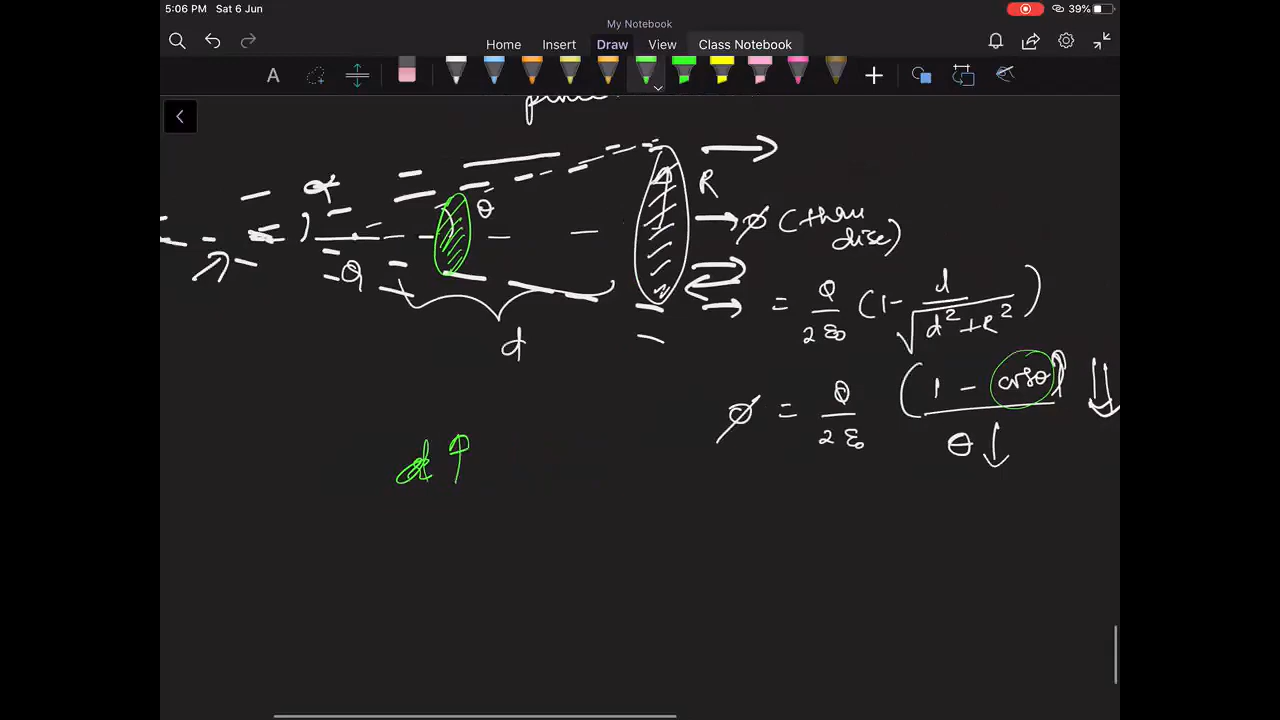 5:06 PM Sat 6 Jun
39%
My Notebook
Home Insert Draw View Class Notebook
A
α
θ
R
ϕ (thru
disc)
Q
d
= Q/2ε₀ (1 - d/√(d² + R²))
ϕ = Q/2ε₀ (1 - cosθ) ↓↓
θ ↓
d ↑